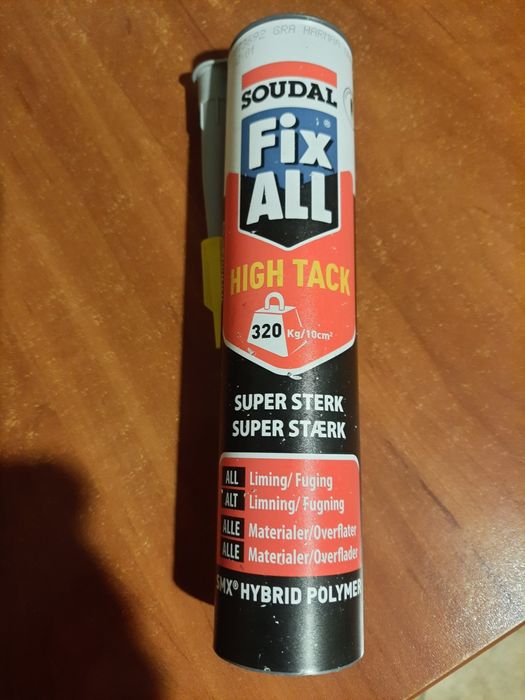 GRA
SOUDAL
Fix®
ALL
HIGH TACK
320 Kg/10cm²
SUPER STERK
SUPER STÆRK
ALL Liming/Fuging
ALT Limning/Fugning
ALLE Materialer/Overflater
ALLE Materialer/Overflader
SMX® HYBRID POLYMER